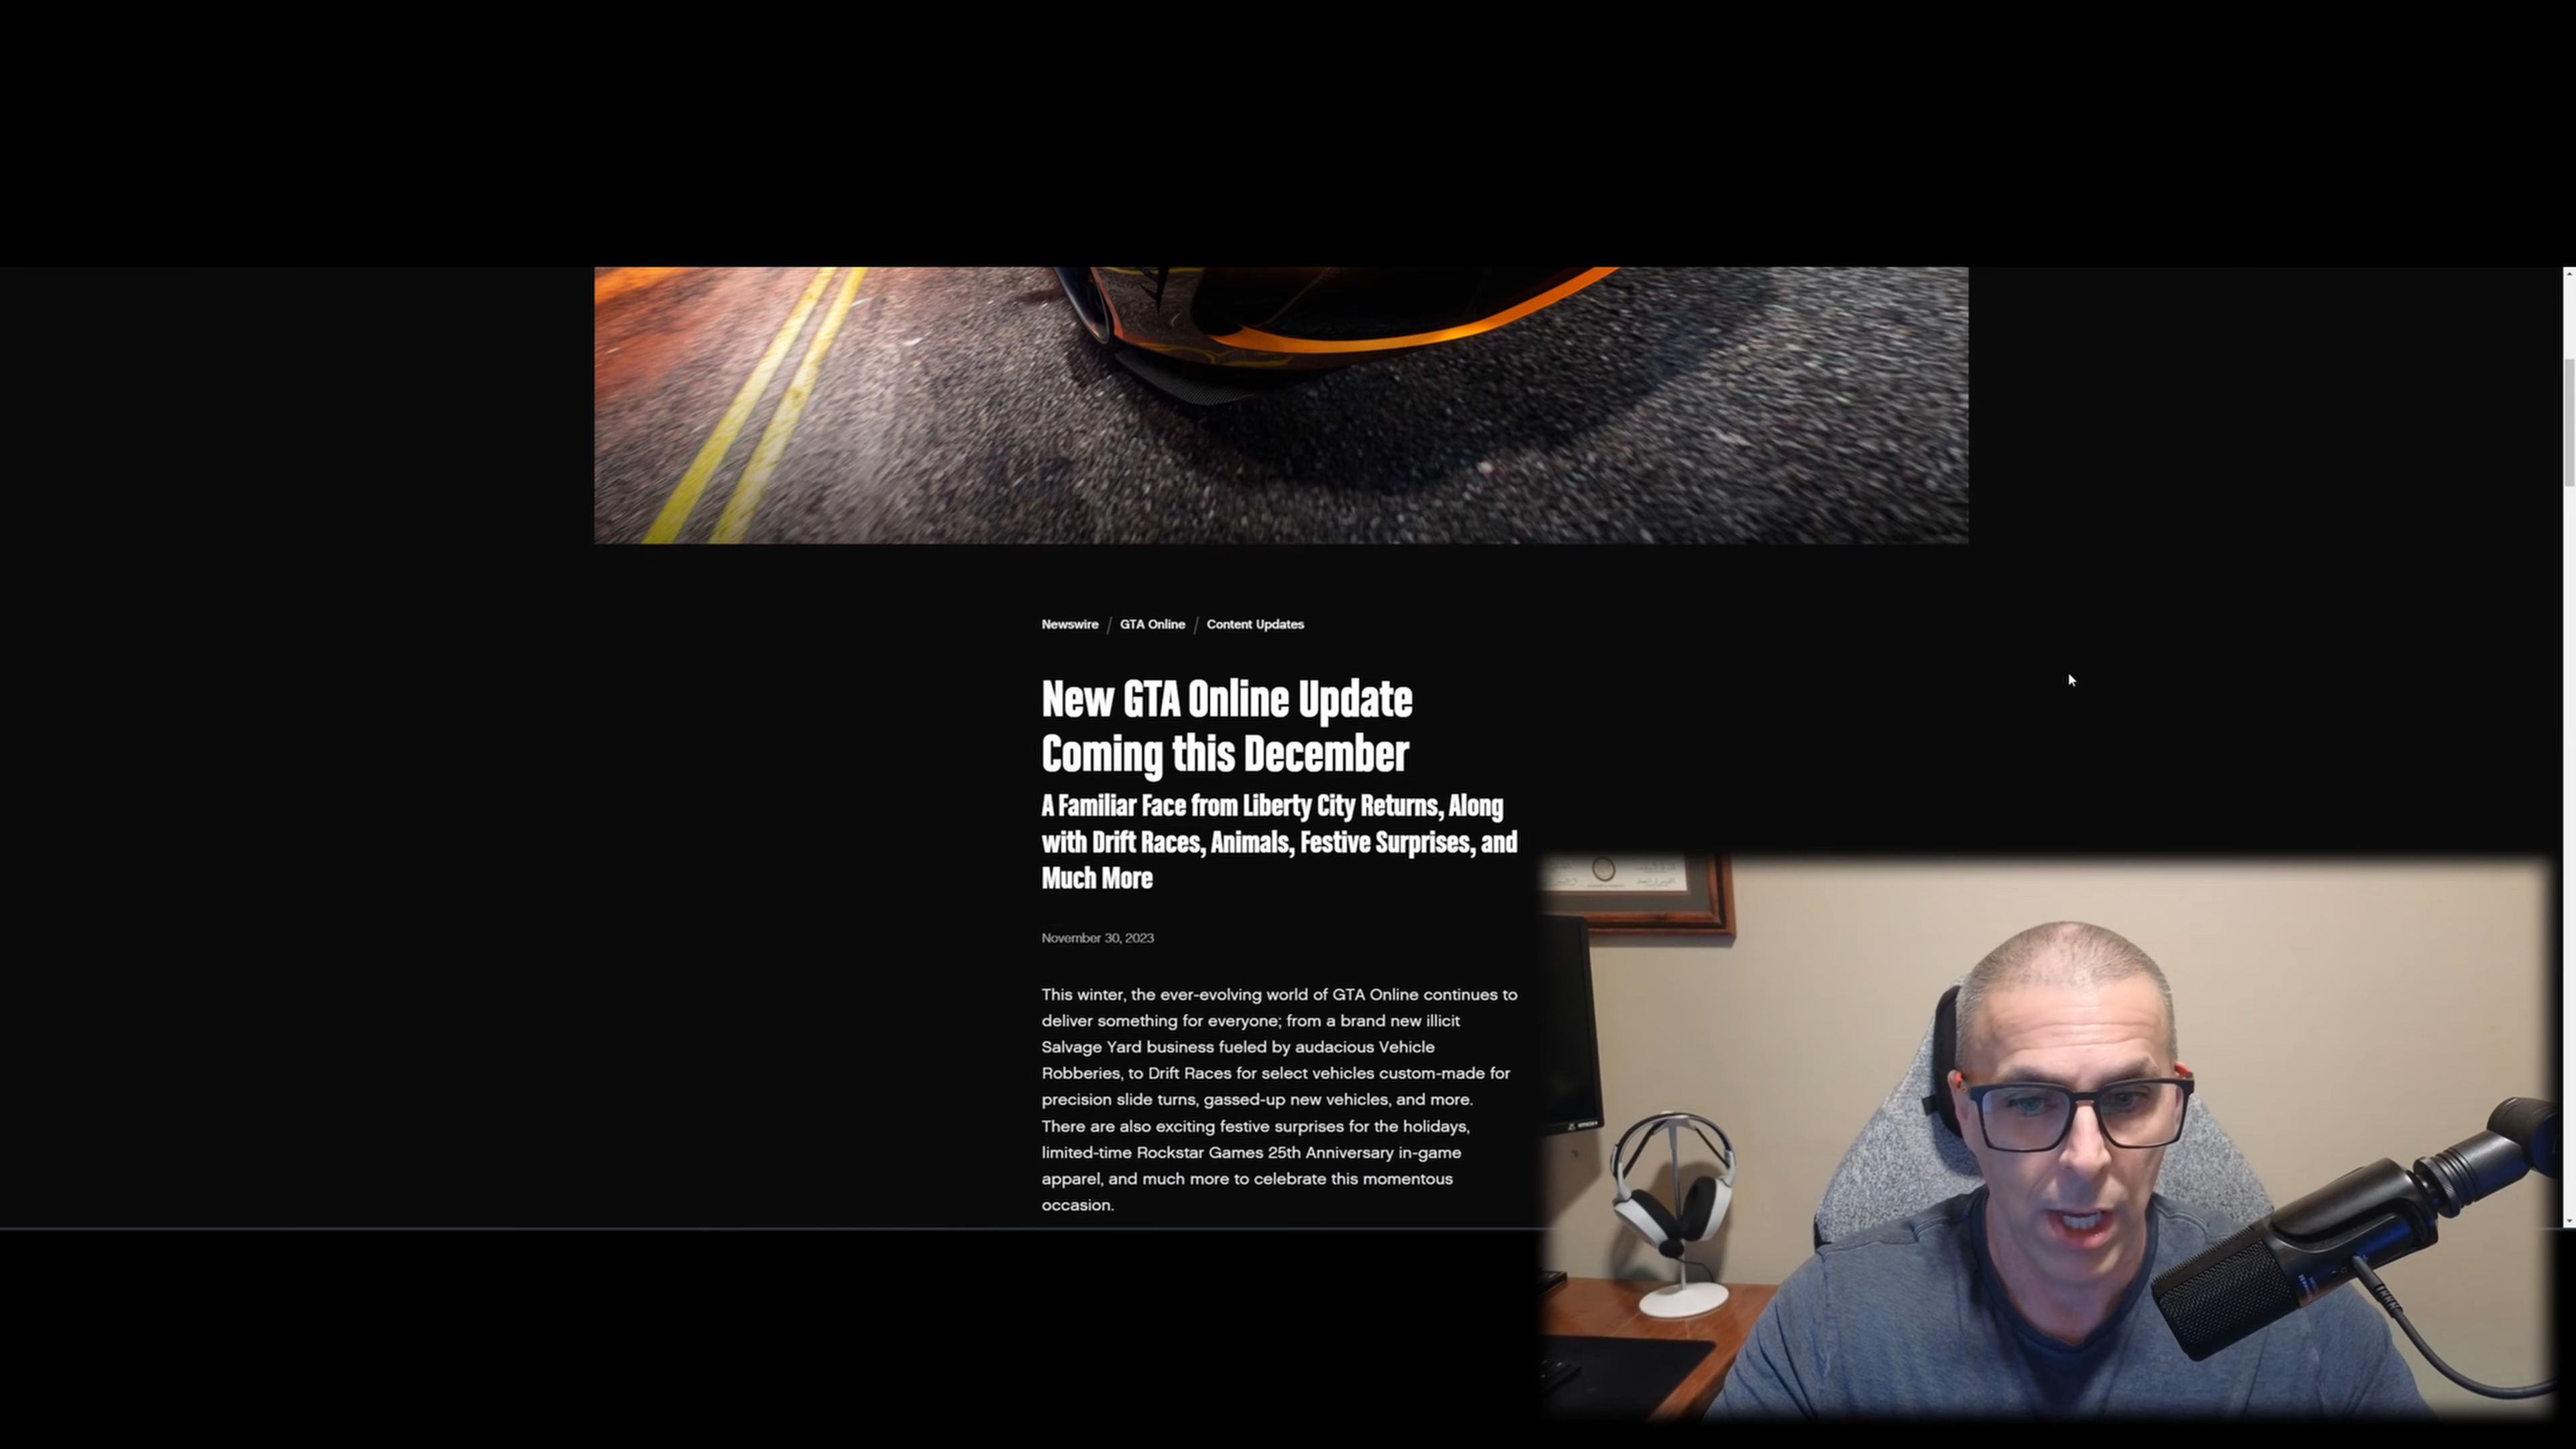 Newswire / GTA Online / Content Updates
New GTA Online Update
Coming this December
A Familiar Face from Liberty City Returns, Along
with Drift Races, Animals, Festive Surprises, and
Much More
November 30, 2023
This winter, the ever-evolving world of GTA Online continues to
deliver something for everyone; from a brand new illicit
Salvage Yard business fueled by audacious Vehicle
Robberies, to Drift Races for select vehicles custom-made for
precision slide turns, gassed-up new vehicles, and more.
There are also exciting festive surprises for the holidays,
limited-time Rockstar Games 25th Anniversary in-game
apparel, and much more to celebrate this momentous
occasion.